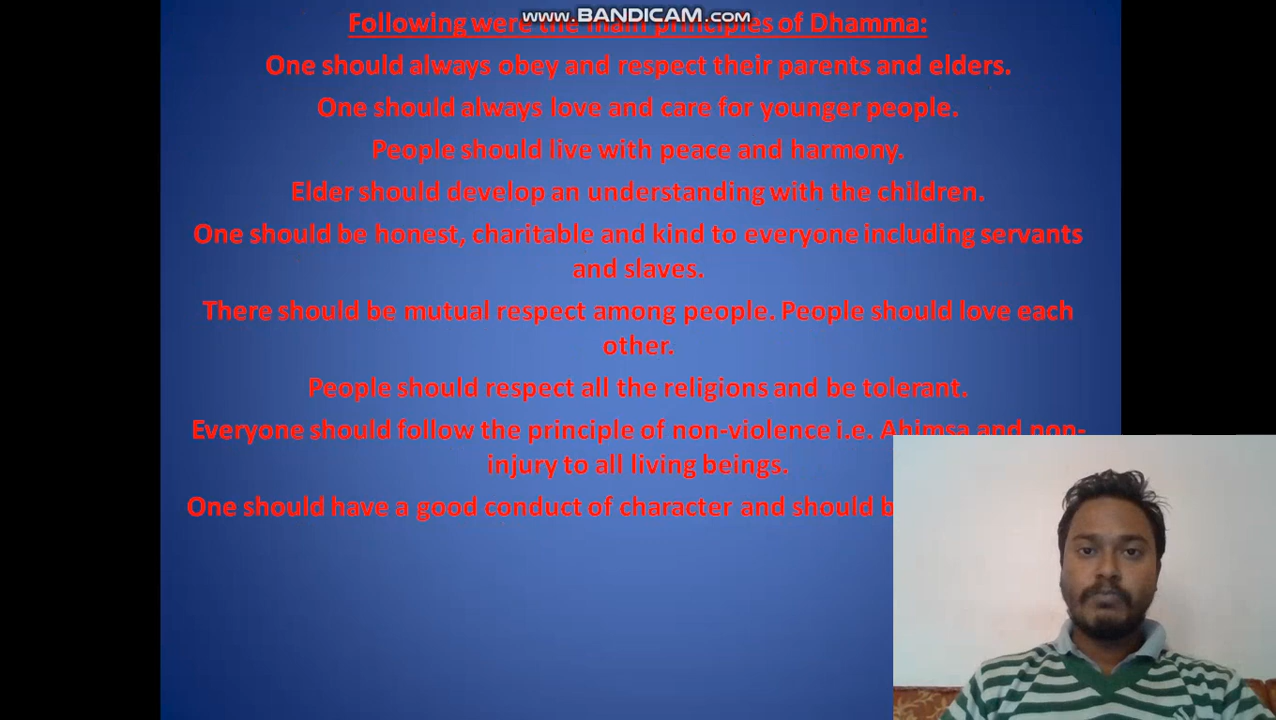 www.BANDICAM.com
Following were the main principles of Dhamma:
One should always obey and respect their parents and elders.
One should always love and care for younger people.
People should live with peace and harmony.
Elder should develop an understanding with the children.
One should be honest, charitable and kind to everyone including servants
and slaves.
There should be mutual respect among people. People should love each
other.
People should respect all the religions and be tolerant.
Everyone should follow the principle of non-violence i.e. Ahimsa and non-
injury to all living beings.
One should have a good conduct of character and should